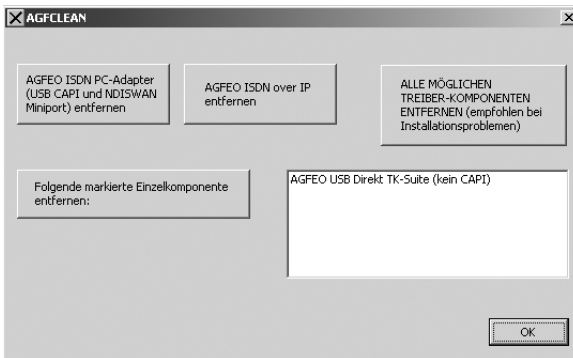 AGFCLEAN
AGFEO ISDN PC-Adapter
(USB CAPI und NDISWAN
Miniport) entfernen
AGFEO ISDN over IP
entfernen
ALLE MÖGLICHEN
TREIBER-KOMPONENTEN
ENTFERNEN (empfohlen bei
Installationsproblemen)
Folgende markierte Einzelkomponente
entfernen:
AGFEO USB Direkt TK-Suite (kein CAPI)
OK